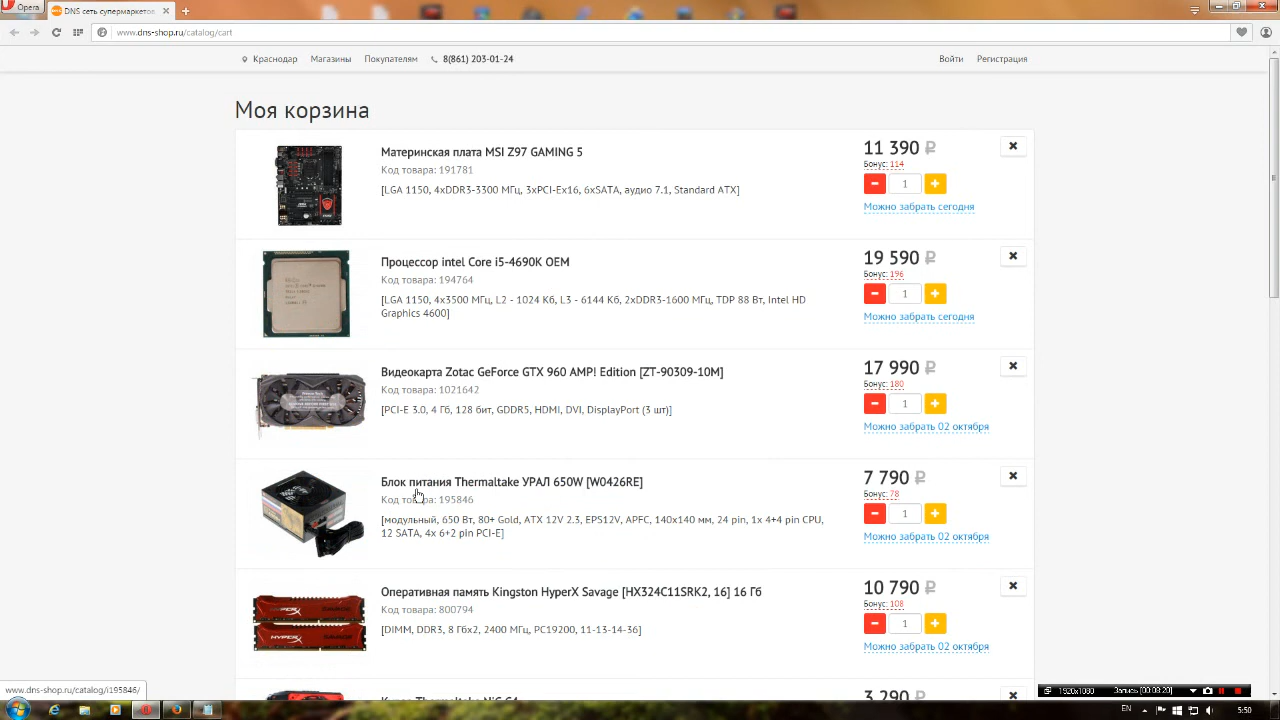 Opera
DNS сеть супермаркетов
www.dns-shop.ru/catalog/cart
Краснодар Магазины Покупателям 8(861) 203-01-24 Войти Регистрация
Моя корзина
Материнская плата MSI Z97 GAMING 5
Код товара: 191781
[LGA 1150, 4xDDR3-3300 МГц, 3xPCI-Ex16, 6xSATA, аудио 7.1, Standard ATX]
11 390 ₽
Бонус: 114
1
Можно забрать сегодня
Процессор intel Core i5-4690K OEM
Код товара: 194764
[LGA 1150, 4x3500 МГц, L2 - 1024 Кб, L3 - 6144 Кб, 2xDDR3-1600 МГц, TDP 88 Вт, Intel HD
Graphics 4600]
19 590 ₽
Бонус: 196
1
Можно забрать сегодня
Видеокарта Zotac GeForce GTX 960 AMP! Edition [ZT-90309-10M]
Код товара: 1021642
[PCI-E 3.0, 4 Гб, 128 бит, GDDR5, HDMI, DVI, DisplayPort (3 шт)]
17 990 ₽
Бонус: 180
1
Можно забрать 02 октября
Блок питания Thermaltake УРАЛ 650W [W0426RE]
Код товара: 195846
[модульный, 650 Вт, 80+ Gold, ATX 12V 2.3, EPS12V, APFC, 140x140 мм, 24 pin, 1x 4+4 pin CPU,
12 SATA, 4x 6+2 pin PCI-E]
7 790 ₽
Бонус: 78
1
Можно забрать 02 октября
Оперативная память Kingston HyperX Savage [HX324C11SRK2, 16] 16 Гб
Код товара: 800794
[DIMM, DDR3, 8 Гбx2, 2400 МГц, PC19200, 11-13-14-36]
10 790 ₽
Бонус: 108
1
Можно забрать 02 октября
3 290 ₽
www.dns-shop.ru/catalog/i195846/
1920x1080 Запись [00:08:20]
EN 5:50